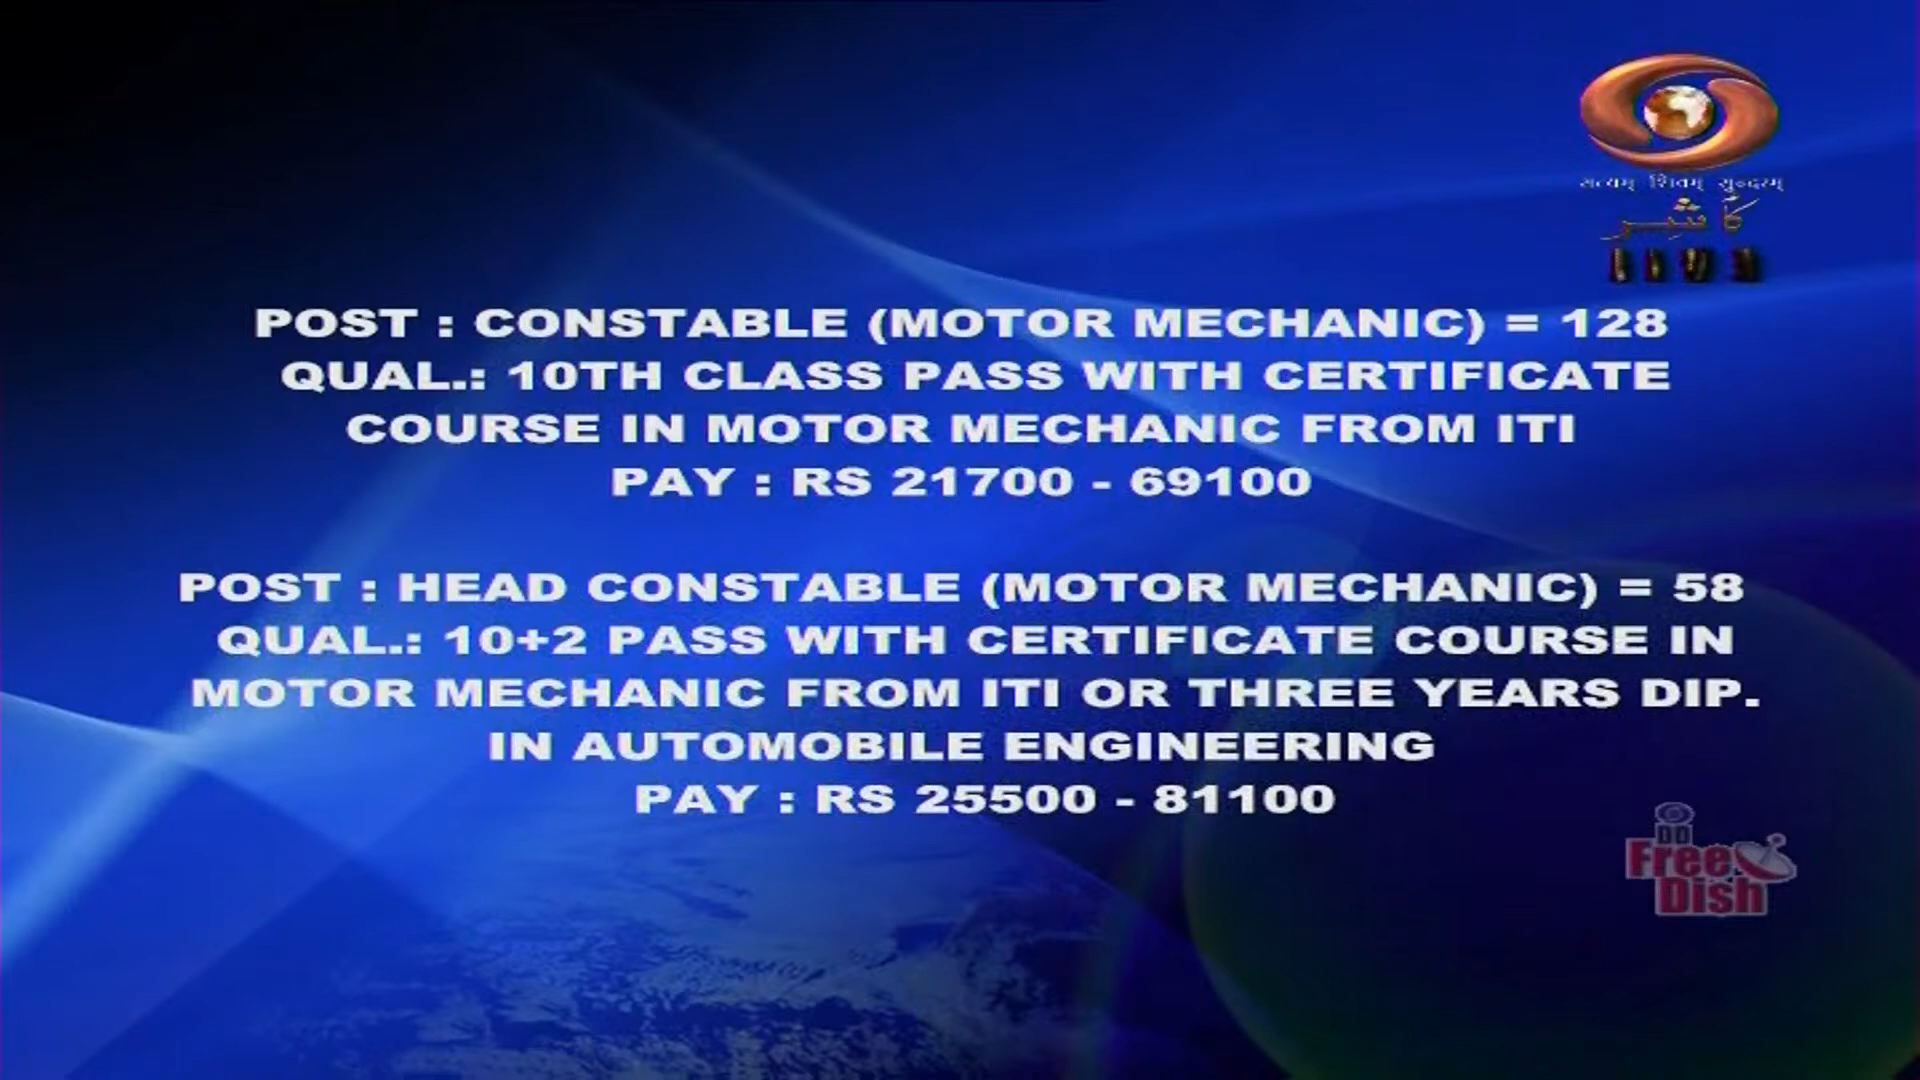 सत्यम् शिवम् सुन्दरम्
کٲشِر
POST : CONSTABLE (MOTOR MECHANIC) = 128
QUAL.: 10TH CLASS PASS WITH CERTIFICATE
COURSE IN MOTOR MECHANIC FROM ITI
PAY : RS 21700 - 69100
POST : HEAD CONSTABLE (MOTOR MECHANIC) = 58
QUAL.: 10+2 PASS WITH CERTIFICATE COURSE IN
MOTOR MECHANIC FROM ITI OR THREE YEARS DIP.
IN AUTOMOBILE ENGINEERING
PAY : RS 25500 - 81100
DD
Free
Dish